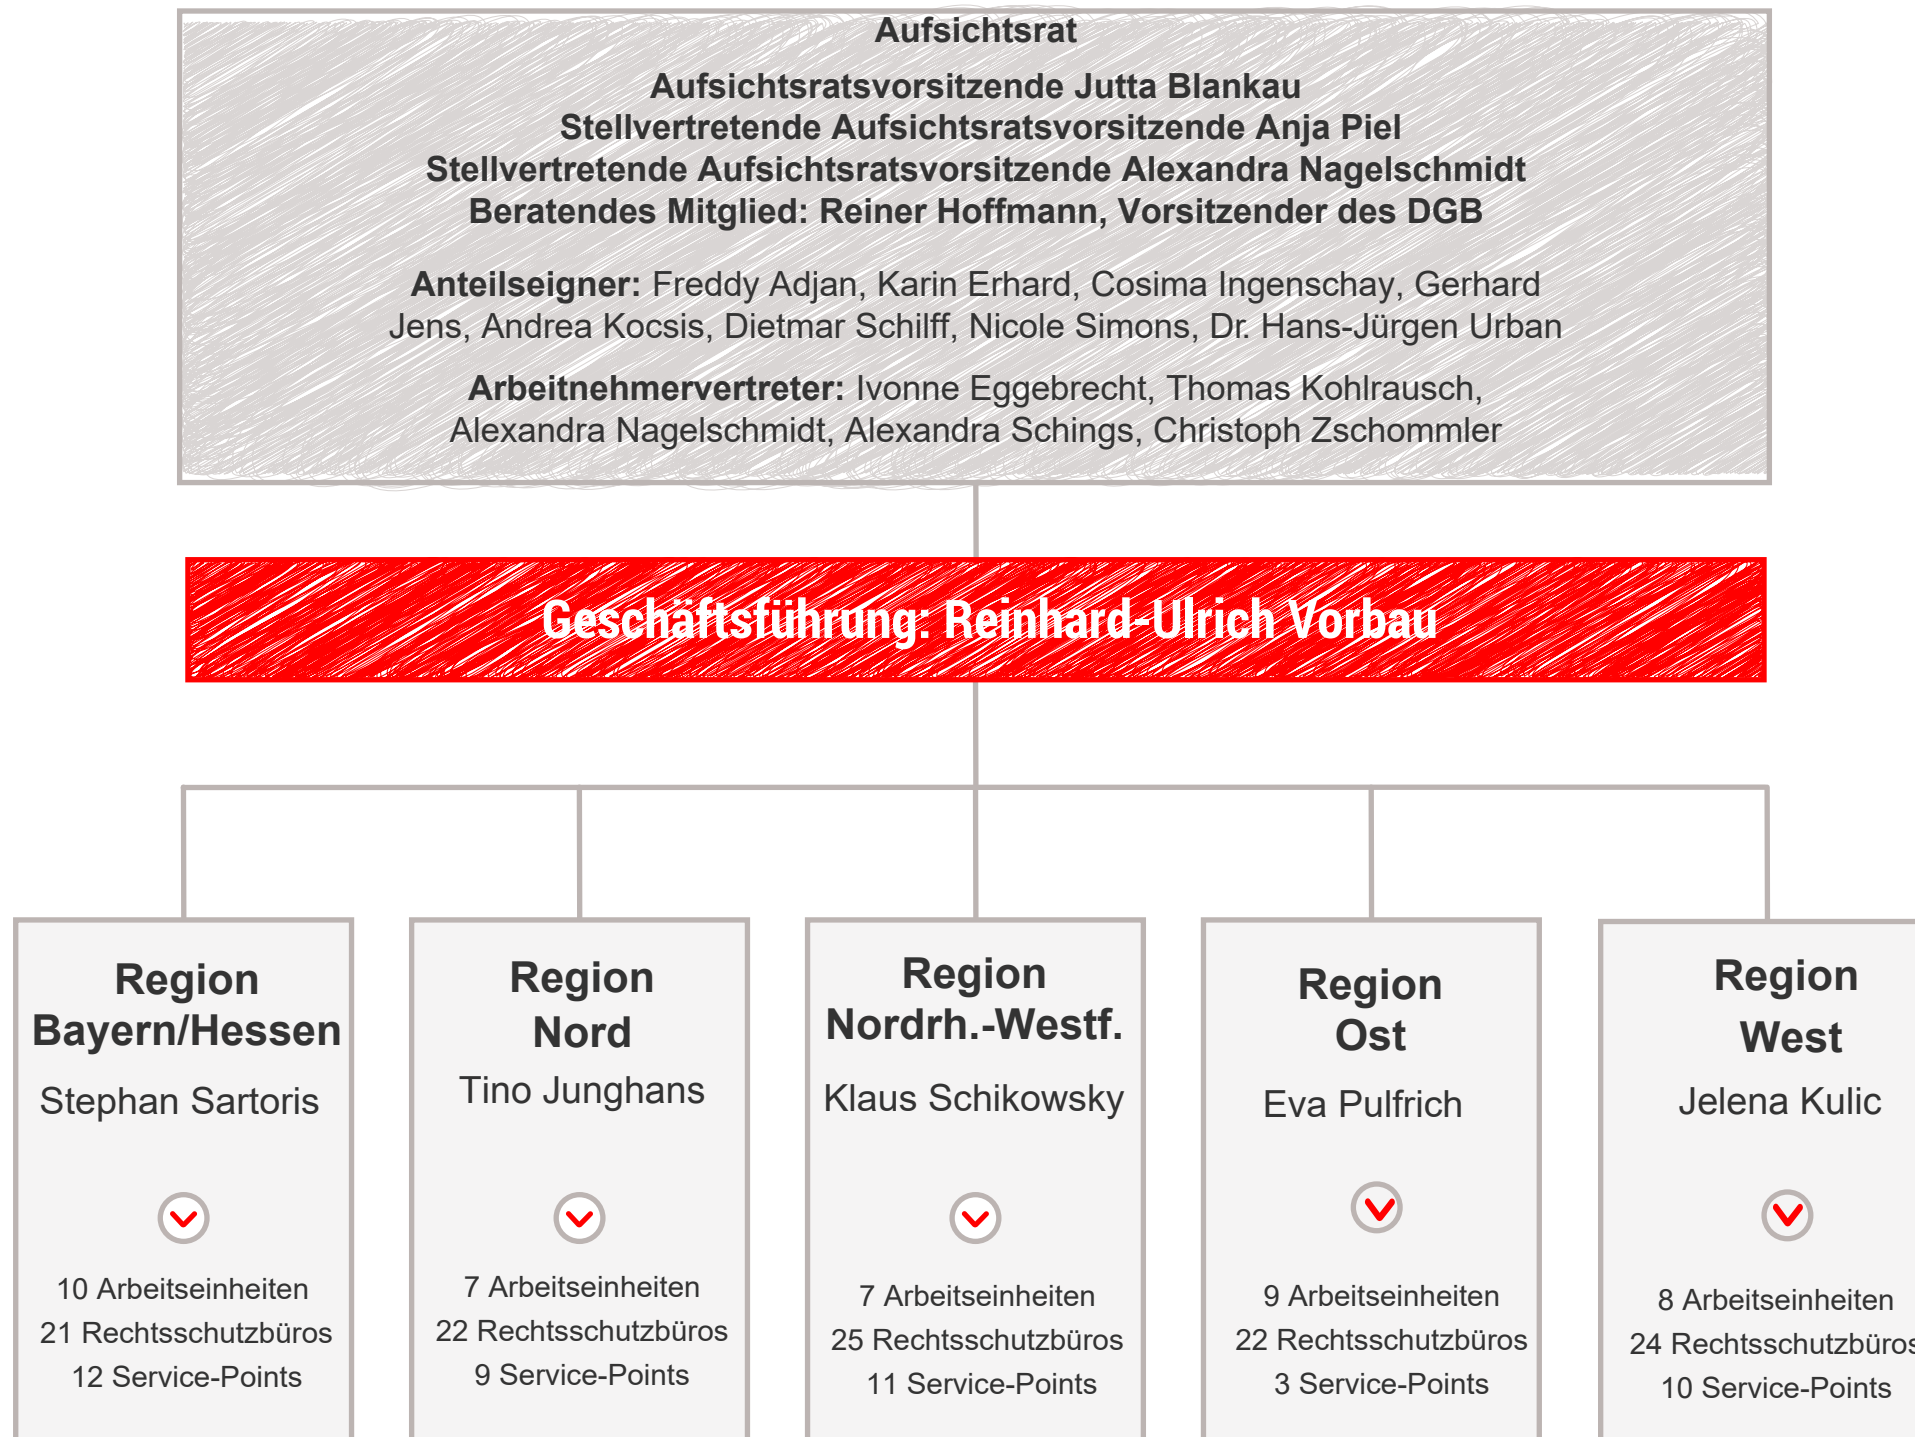 Aufsichtsrat
Aufsichtsratsvorsitzende Jutta Blankau
Stellvertretende Aufsichtsratsvorsitzende Anja Piel
Stellvertretende Aufsichtsratsvorsitzende Alexandra Nagelschmidt
Beratendes Mitglied: Reiner Hoffmann, Vorsitzender des DGB
Anteilseigner: Freddy Adjan, Karin Erhard, Cosima Ingenschay, Gerhard
Jens, Andrea Kocsis, Dietmar Schilff, Nicole Simons, Dr. Hans-Jürgen Urban
Arbeitnehmervertreter: Ivonne Eggebrecht, Thomas Kohlrausch,
Alexandra Nagelschmidt, Alexandra Schings, Christoph Zschommler
Geschäftsführung: Reinhard-Ulrich Vorbau
Region
Bayern/Hessen
Stephan Sartoris
10 Arbeitseinheiten
21 Rechtsschutzbüros
12 Service-Points
Region
Nord
Tino Junghans
7 Arbeitseinheiten
22 Rechtsschutzbüros
9 Service-Points
Region
Nordrh.-Westf.
Klaus Schikowsky
7 Arbeitseinheiten
25 Rechtsschutzbüros
11 Service-Points
Region
Ost
Eva Pulfrich
9 Arbeitseinheiten
22 Rechtsschutzbüros
3 Service-Points
Region
West
Jelena Kulic
8 Arbeitseinheiten
24 Rechtsschutzbüros
10 Service-Points